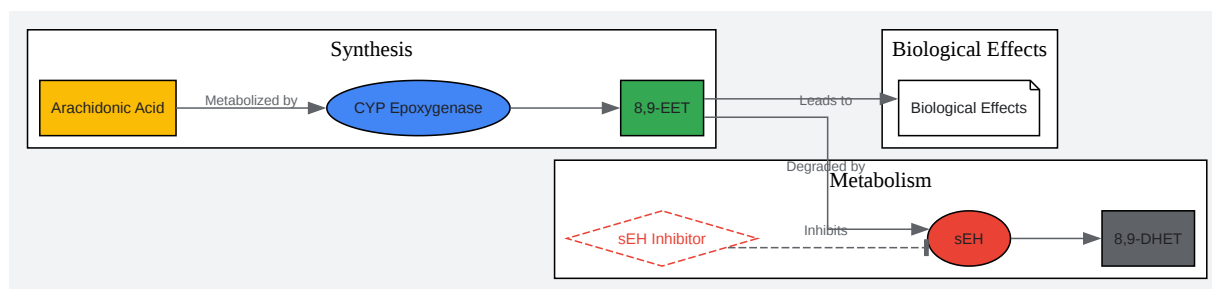 Synthesis
Biological Effects
Arachidonic Acid
Metabolized by
CYP Epoxygenase
8,9-EET
Leads to
Biological Effects
Degraded by
Metabolism
sEH Inhibitor
Inhibits
sEH
8,9-DHET